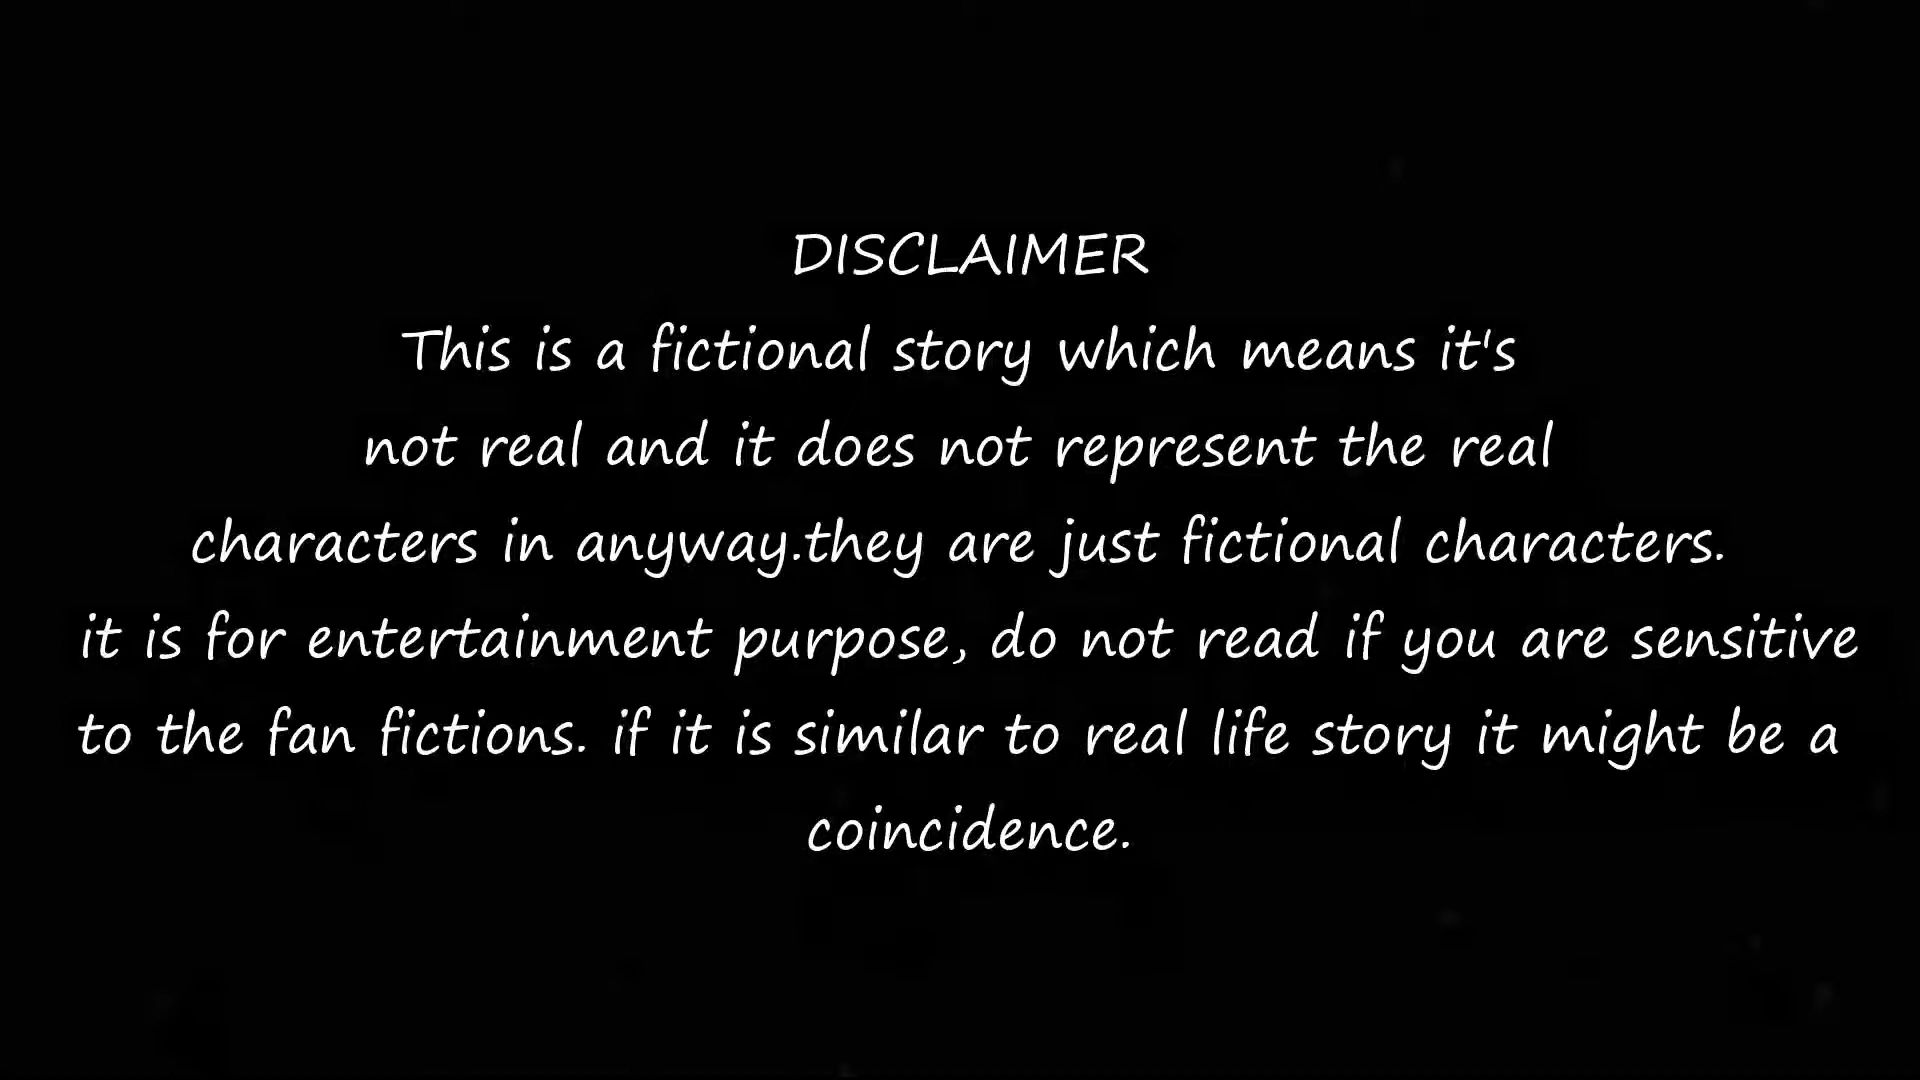 DISCLAIMER
This is a fictional story which means it's
not real and it does not represent the real
characters in anyway.they are just fictional characters.
it is for entertainment purpose, do not read if you are sensitive
to the fan fictions. if it is similar to real life story it might be a
coincidence.